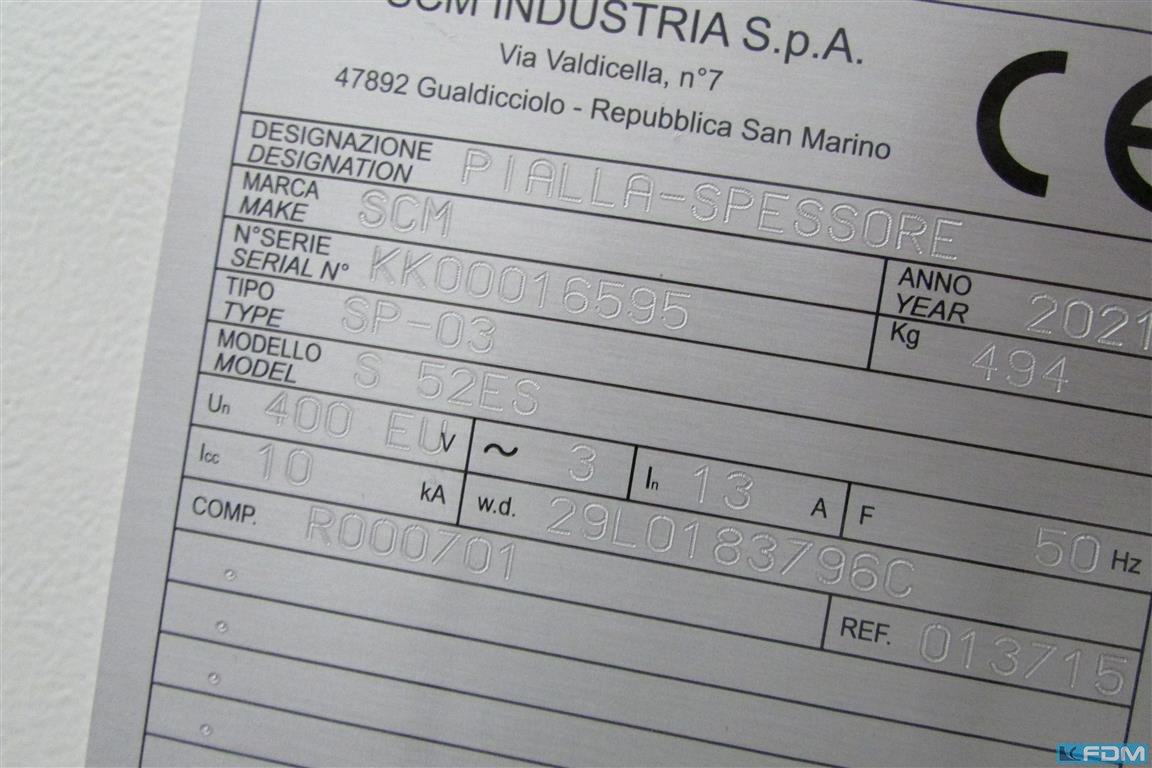 SCM INDUSTRIA S.p.A.
Via Valdicella, n°7
47892 Gualdicciolo - Repubblica San Marino
CE
DESIGNAZIONE
DESIGNATION PIALLA-SPESSORE
MARCA
MAKE SCM
N°SERIE
SERIAL N° KK00016595
ANNO
YEAR 2021
TIPO
TYPE SP-03
Kg 494
MODELLO
MODEL S 52ES
Un 400 EU V ~ 3 In 13 A F 50 Hz
Icc 10 kA w.d. 29L0183796C
COMP. R000701
REF. 013715
FDM